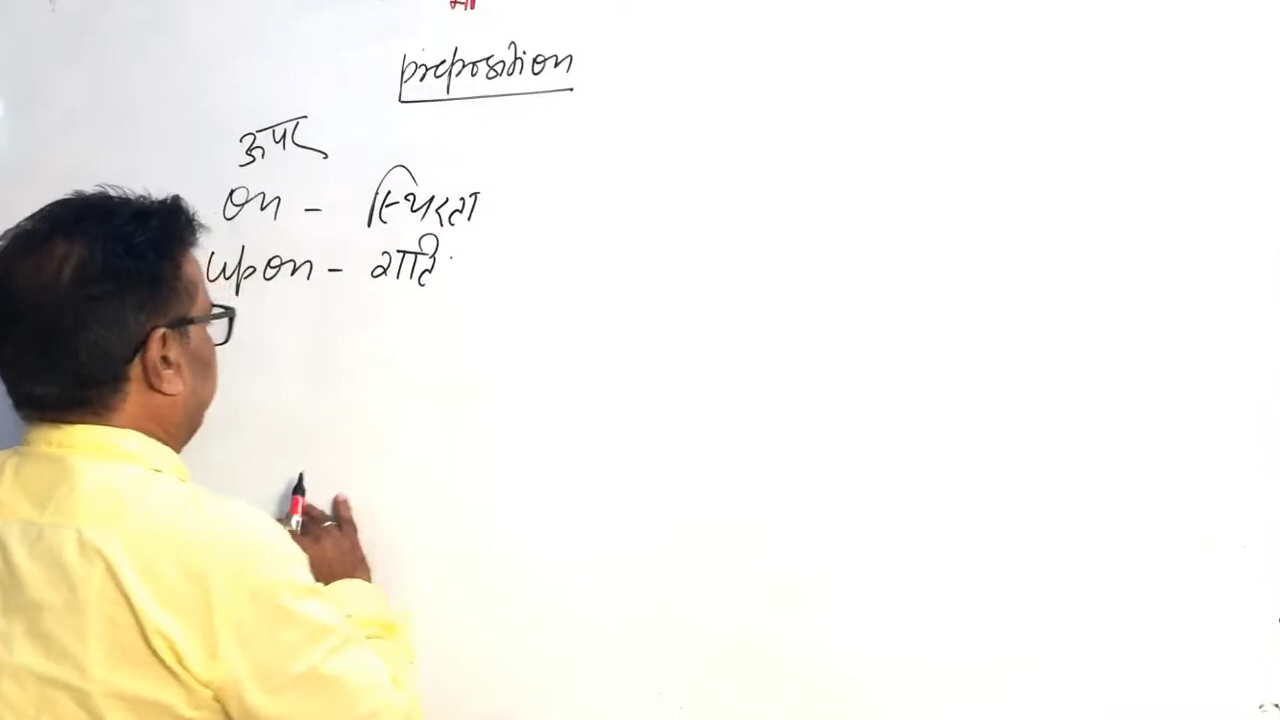 माँ
preposition
ऊपर
on - स्थिरता
upon - गति